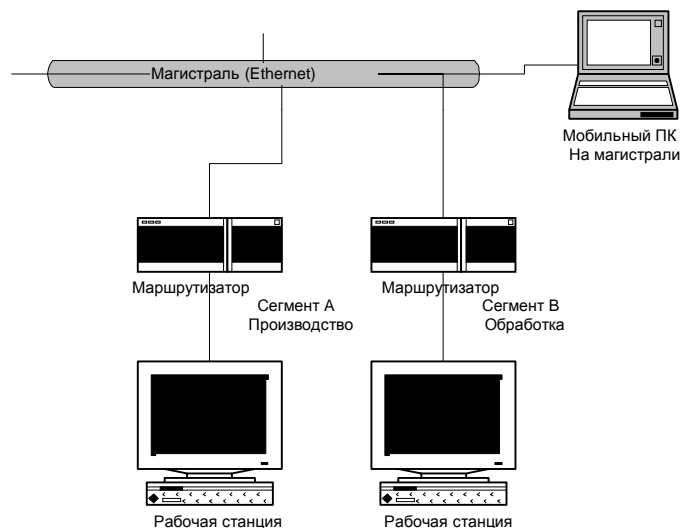 Магистраль (Ethernet)
Мобильный ПК
На магистрали
Маршрутизатор
Маршрутизатор
Сегмент А
Производство
Сегмент В
Обработка
Рабочая станция
Рабочая станция